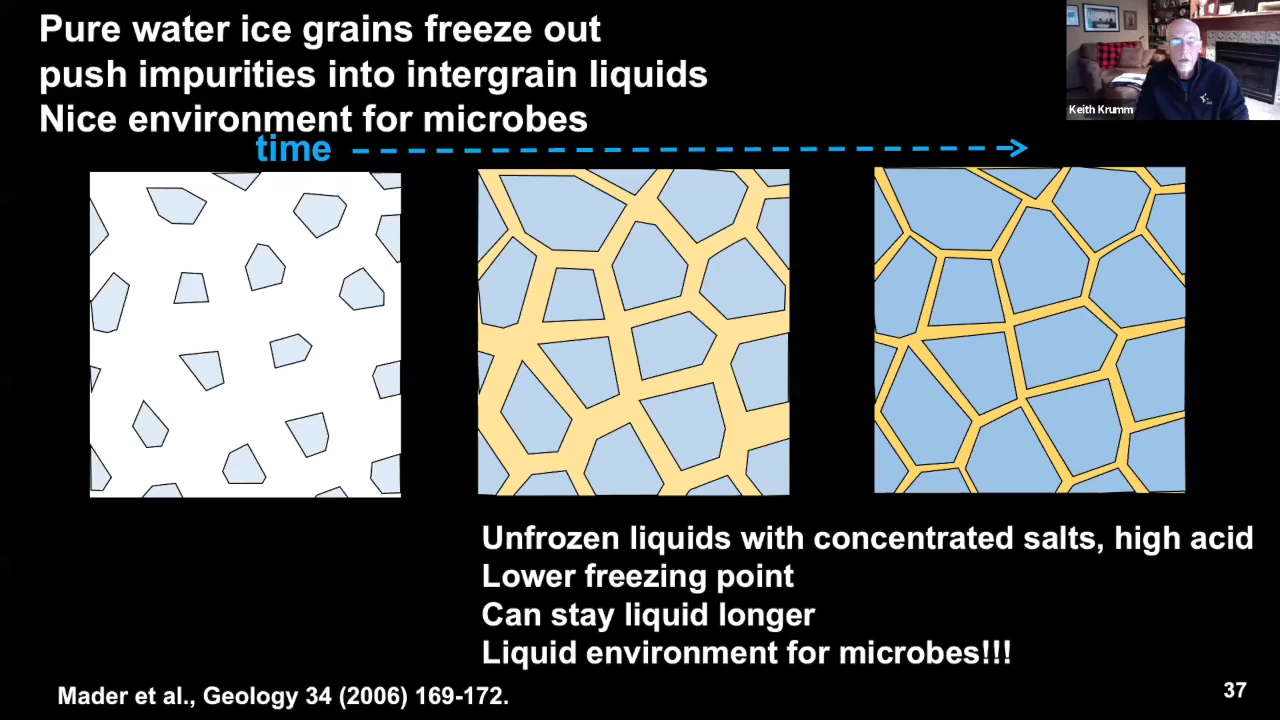 Pure water ice grains freeze out
push impurities into intergrain liquids
Nice environment for microbes
Keith Krumm
time
Unfrozen liquids with concentrated salts, high acid
Lower freezing point
Can stay liquid longer
Liquid environment for microbes!!!
Mader et al., Geology 34 (2006) 169-172.
37